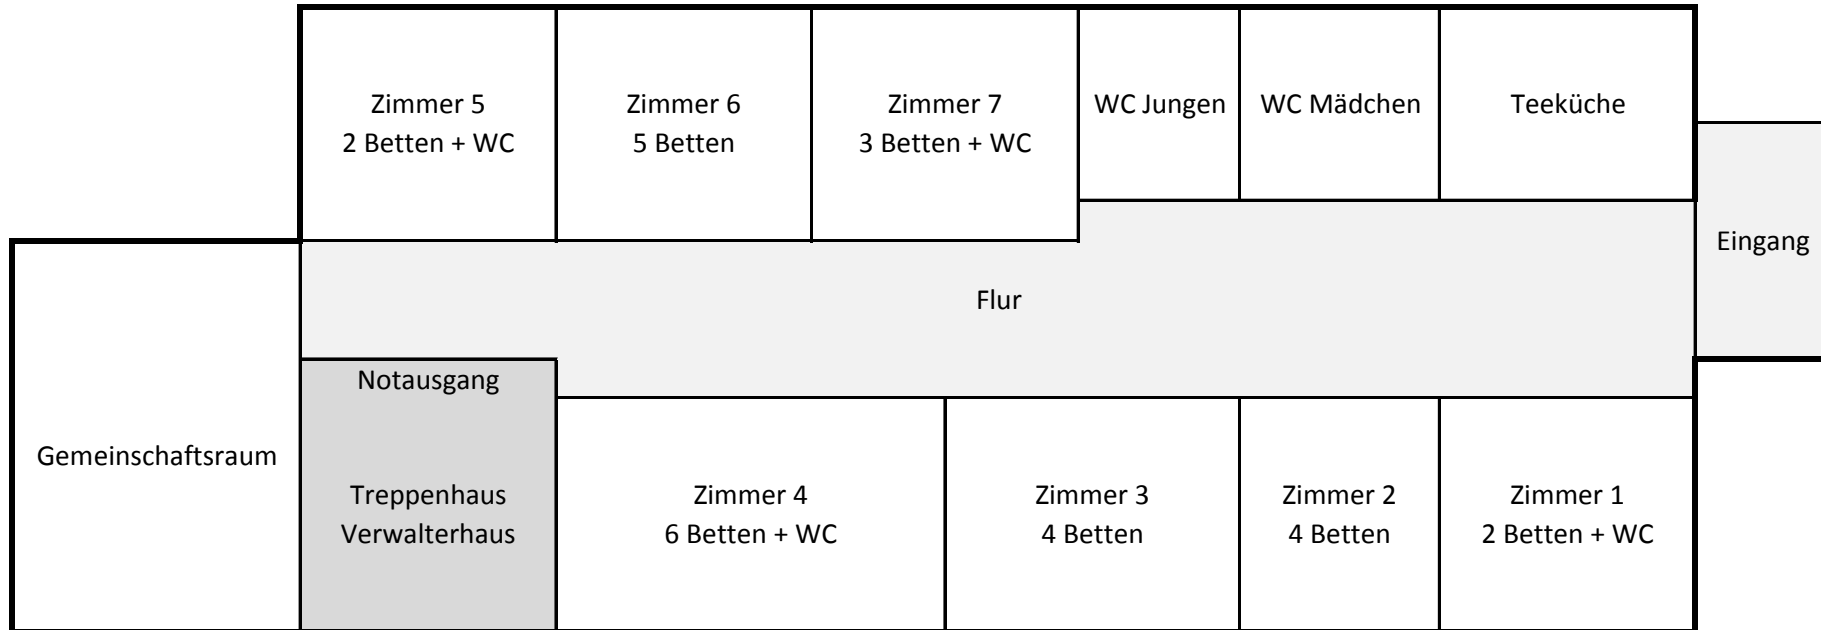 Zimmer 5
2 Betten + WC
Zimmer 6
5 Betten
Zimmer 7
3 Betten + WC
WC Jungen
WC Mädchen
Teeküche
Eingang
Flur
Gemeinschaftsraum
Notausgang
Treppenhaus
Verwalterhaus
Zimmer 4
6 Betten + WC
Zimmer 3
4 Betten
Zimmer 2
4 Betten
Zimmer 1
2 Betten + WC